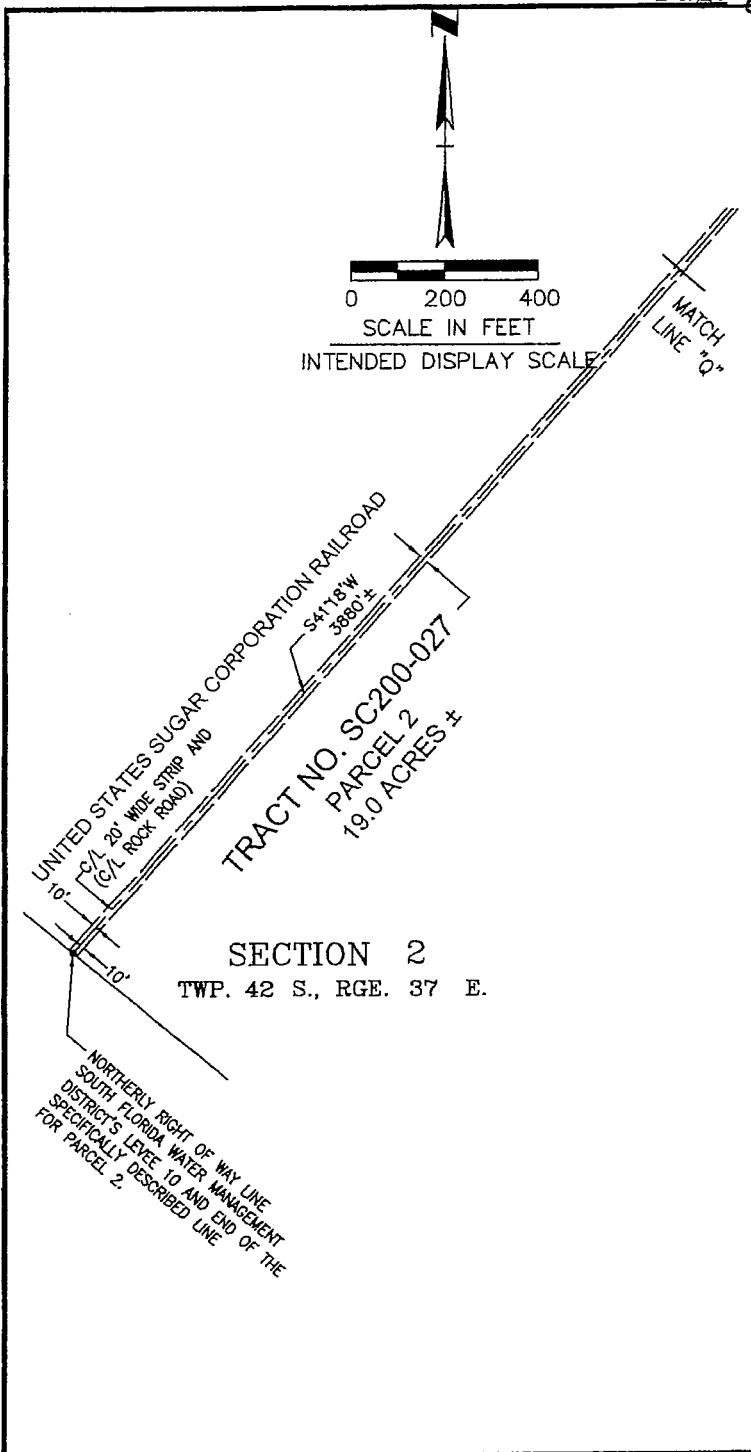 N
0 200 400
SCALE IN FEET
INTENDED DISPLAY SCALE
MATCH
LINE "Q"
UNITED STATES SUGAR CORPORATION RAILROAD
S41°18'W
3880'±
C/L 20' WIDE STRIP AND
(C/L ROCK ROAD)
TRACT NO. SC200-027
PARCEL 2
19.0 ACRES ±
10'
10'
SECTION 2
TWP. 42 S., RGE. 37 E.
NORTHERLY RIGHT OF WAY LINE
SOUTH FLORIDA WATER MANAGEMENT
DISTRICT'S LEVEE 10 AND END OF THE
SPECIFICALLY DESCRIBED LINE
FOR PARCEL 2.